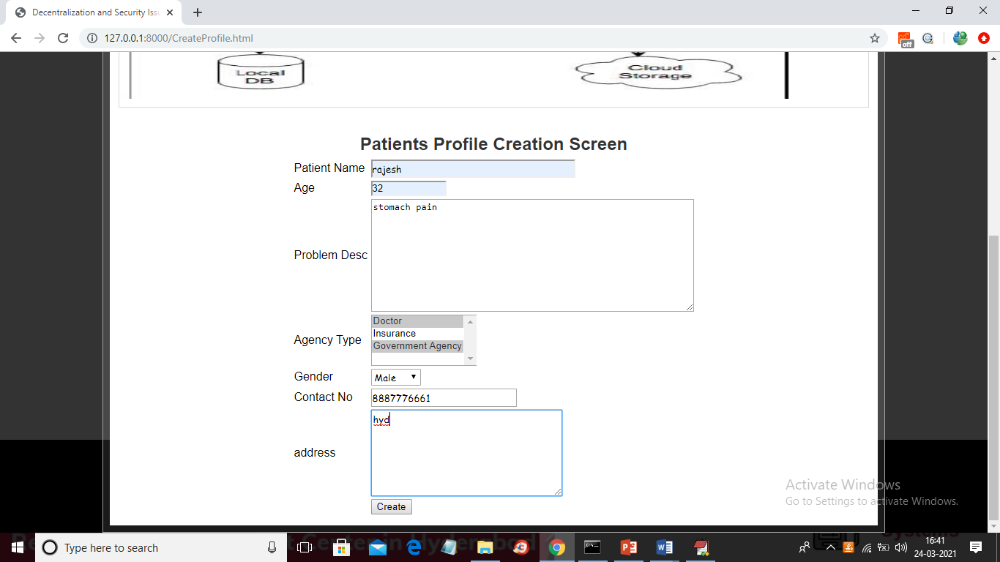 Decentralization and Security Iss
127.0.0.1:8000/CreateProfile.html
off
Local
DB
Cloud
Storage
Patients Profile Creation Screen
Patient Name rajesh
Age 32
Problem Desc stomach pain
Agency Type Doctor
Insurance
Government Agency
Gender Male
Contact No 8887776661
address hyd
Create
Activate Windows
Go to Settings to activate Windows.
Type here to search
16:41
24-03-2021